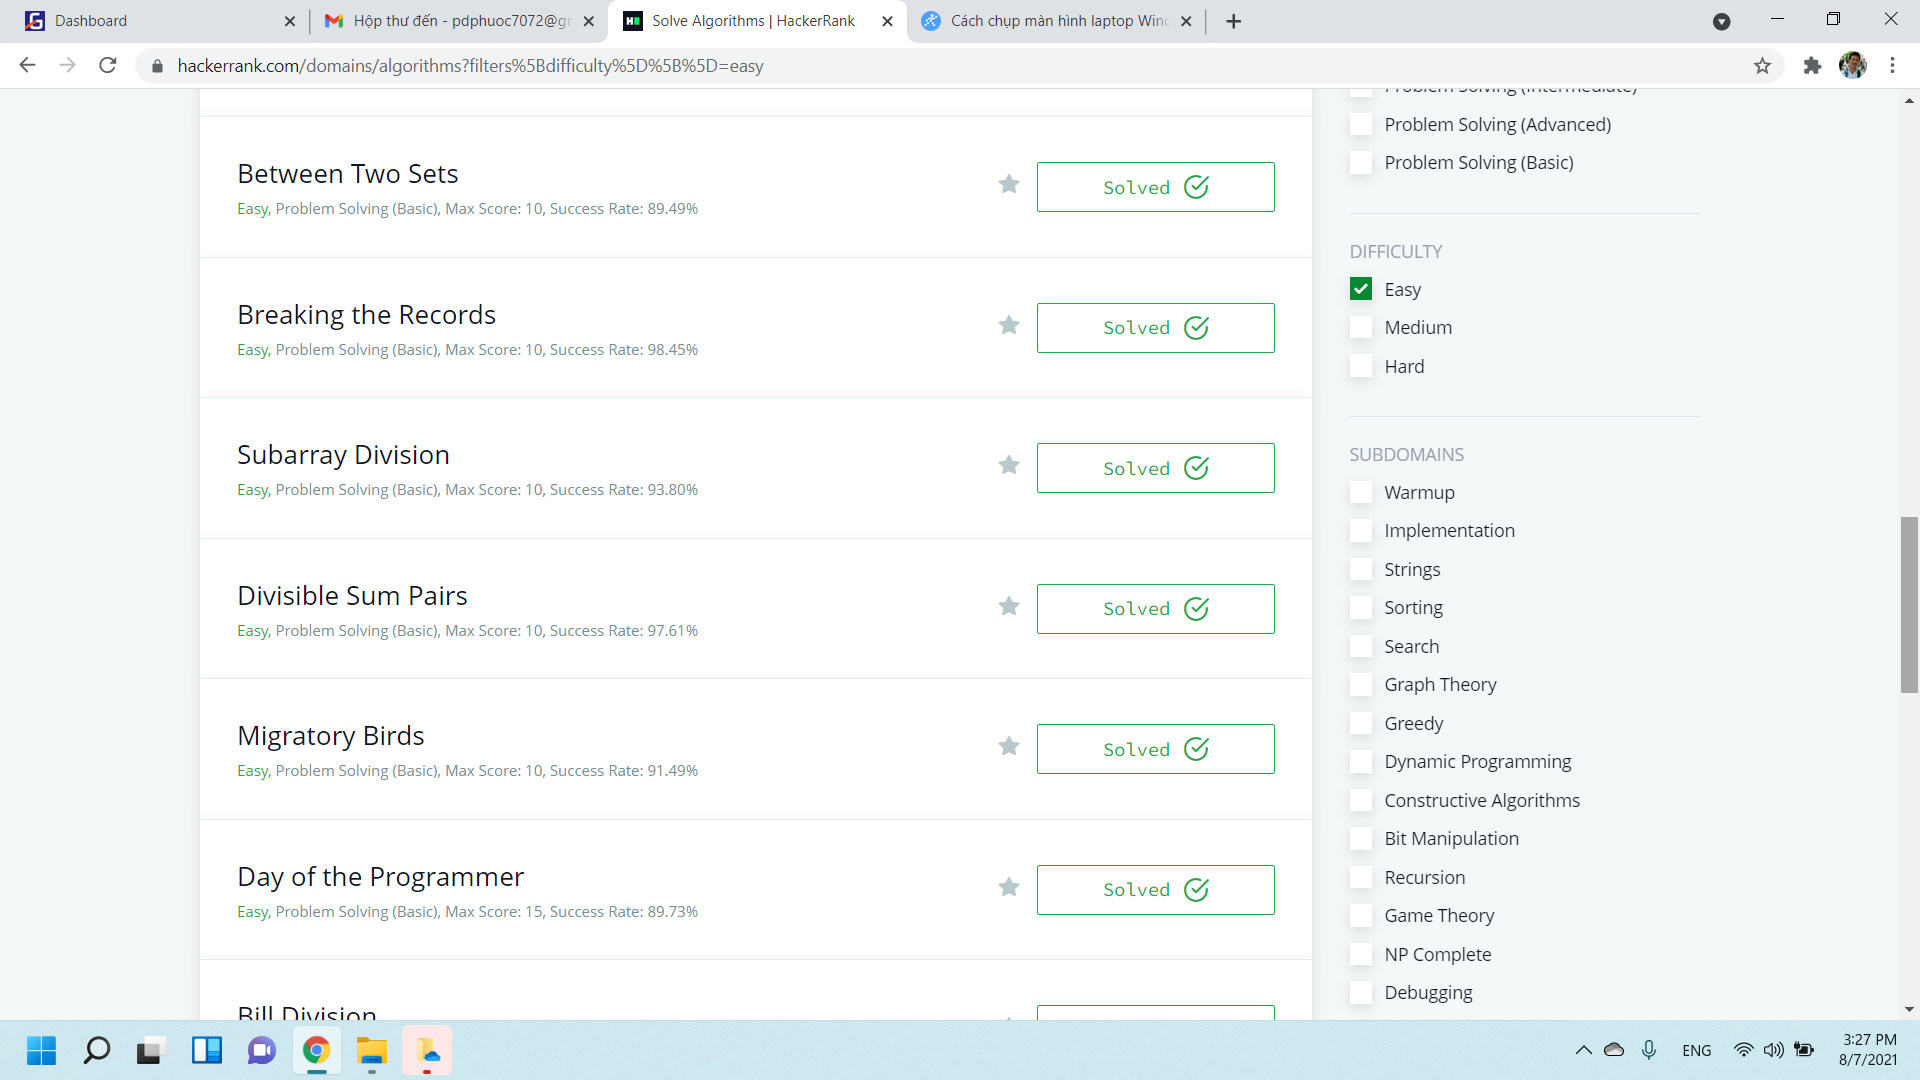 Dashboard
Hộp thư đến - pdphuoc7072@gr
Solve Algorithms | HackerRank
Cách chụp màn hình laptop Wind
hackerrank.com/domains/algorithms?filters%5Bdifficulty%5D%5B%5D=easy
Between Two Sets
Easy, Problem Solving (Basic), Max Score: 10, Success Rate: 89.49%
Solved
Breaking the Records
Easy, Problem Solving (Basic), Max Score: 10, Success Rate: 98.45%
Solved
Subarray Division
Easy, Problem Solving (Basic), Max Score: 10, Success Rate: 93.80%
Solved
Divisible Sum Pairs
Easy, Problem Solving (Basic), Max Score: 10, Success Rate: 97.61%
Solved
Migratory Birds
Easy, Problem Solving (Basic), Max Score: 10, Success Rate: 91.49%
Solved
Day of the Programmer
Easy, Problem Solving (Basic), Max Score: 15, Success Rate: 89.73%
Solved
Bill Division
Problem Solving (Intermediate)
Problem Solving (Advanced)
Problem Solving (Basic)
DIFFICULTY
Easy
Medium
Hard
SUBDOMAINS
Warmup
Implementation
Strings
Sorting
Search
Graph Theory
Greedy
Dynamic Programming
Constructive Algorithms
Bit Manipulation
Recursion
Game Theory
NP Complete
Debugging
ENG
3:27 PM
8/7/2021